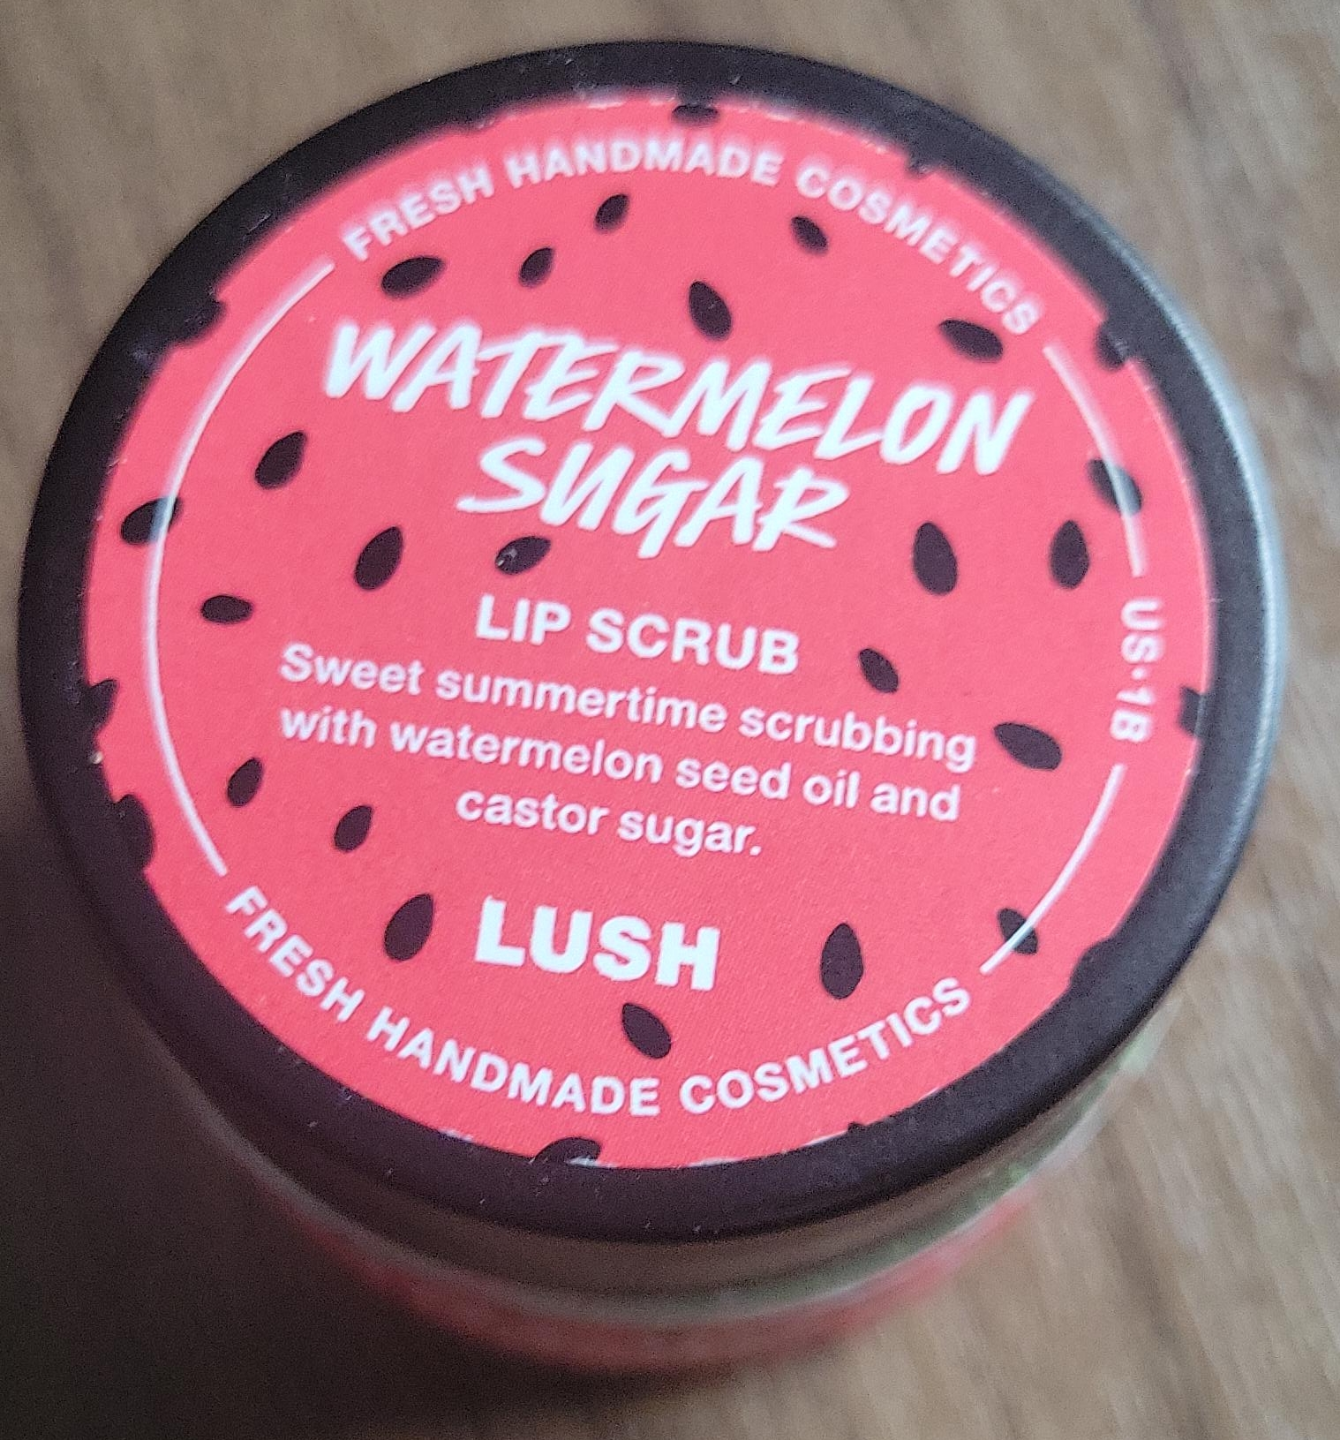 FRESH HANDMADE COSMETICS
WATERMELON
SUGAR
LIP SCRUB
Sweet summertime scrubbing
with watermelon seed oil and
castor sugar.
LUSH
US·1B
FRESH HANDMADE COSMETICS